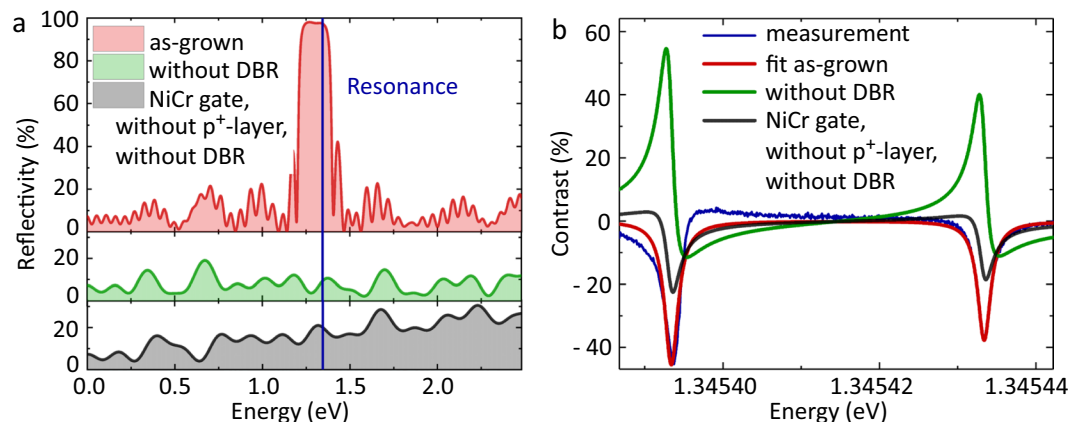 a
100
80
60
40
20
0
20
0
20
0
Reflectivity (%)
as-grown
without DBR
NiCr gate,
without p⁺-layer,
without DBR
Resonance
0.0 0.5 1.0 1.5 2.0
Energy (eV)
b
60
40
20
0
- 20
- 40
Contrast (%)
measurement
fit as-grown
without DBR
NiCr gate,
without p⁺-layer,
without DBR
1.34540 1.34542 1.34544
Energy (eV)